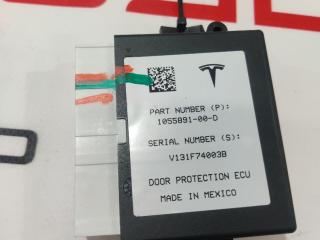 PART NUMBER (P):
1055891-00-D
SERIAL NUMBER (S):
V131F74003B
DOOR PROTECTION ECU
MADE IN MEXICO